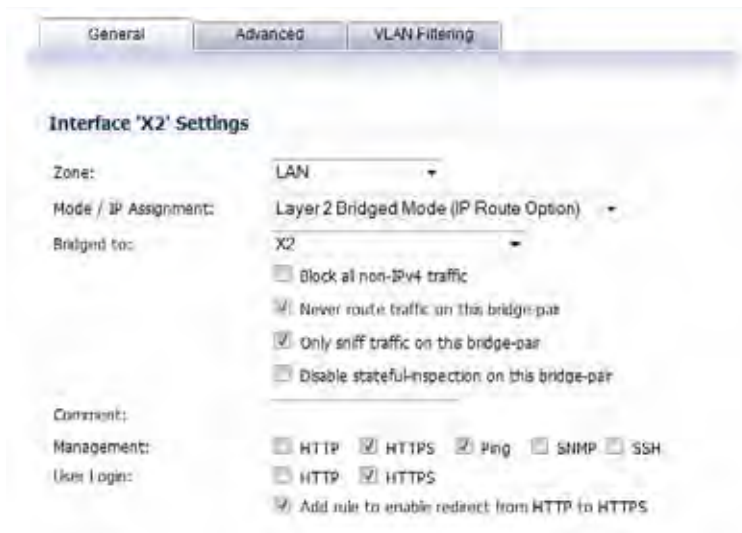 General Advanced VLAN Filtering
Interface 'X2' Settings
Zone: LAN
Mode / IP Assignment: Layer 2 Bridged Mode (IP Route Option)
Bridged to: X2
Block all non-IPv4 traffic
Never route traffic on this bridge-pair
Only sniff traffic on this bridge-pair
Disable stateful-inspection on this bridge-pair
Comment:
Management: HTTP HTTPS Ping SNMP SSH
User Login: HTTP HTTPS
Add rule to enable redirect from HTTP to HTTPS